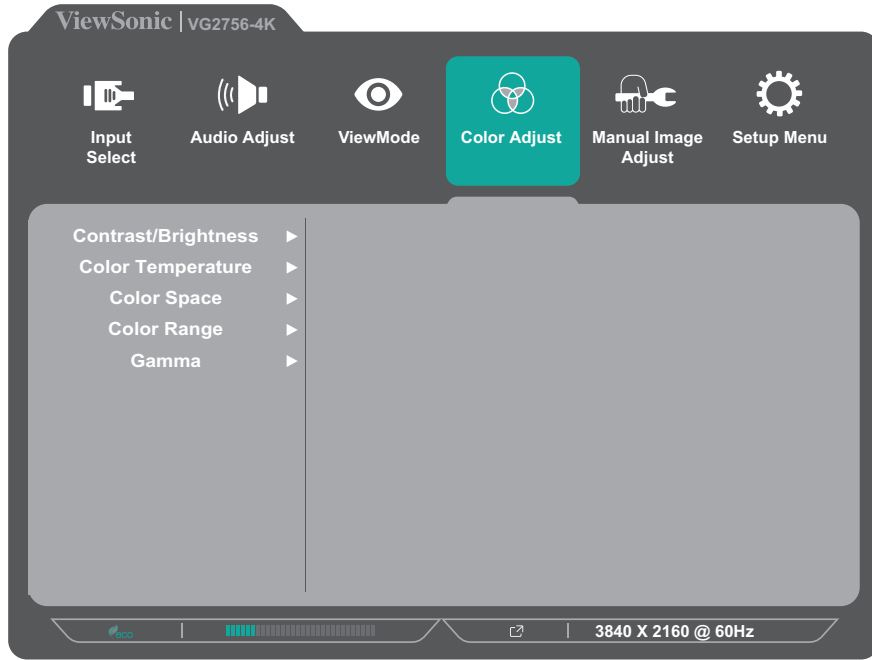 ViewSonic | VG2756-4K
Input
Select
Audio Adjust
ViewMode
Color Adjust
Manual Image
Adjust
Setup Menu
Contrast/Brightness
Color Temperature
Color Space
Color Range
Gamma
eco
3840 X 2160 @ 60Hz